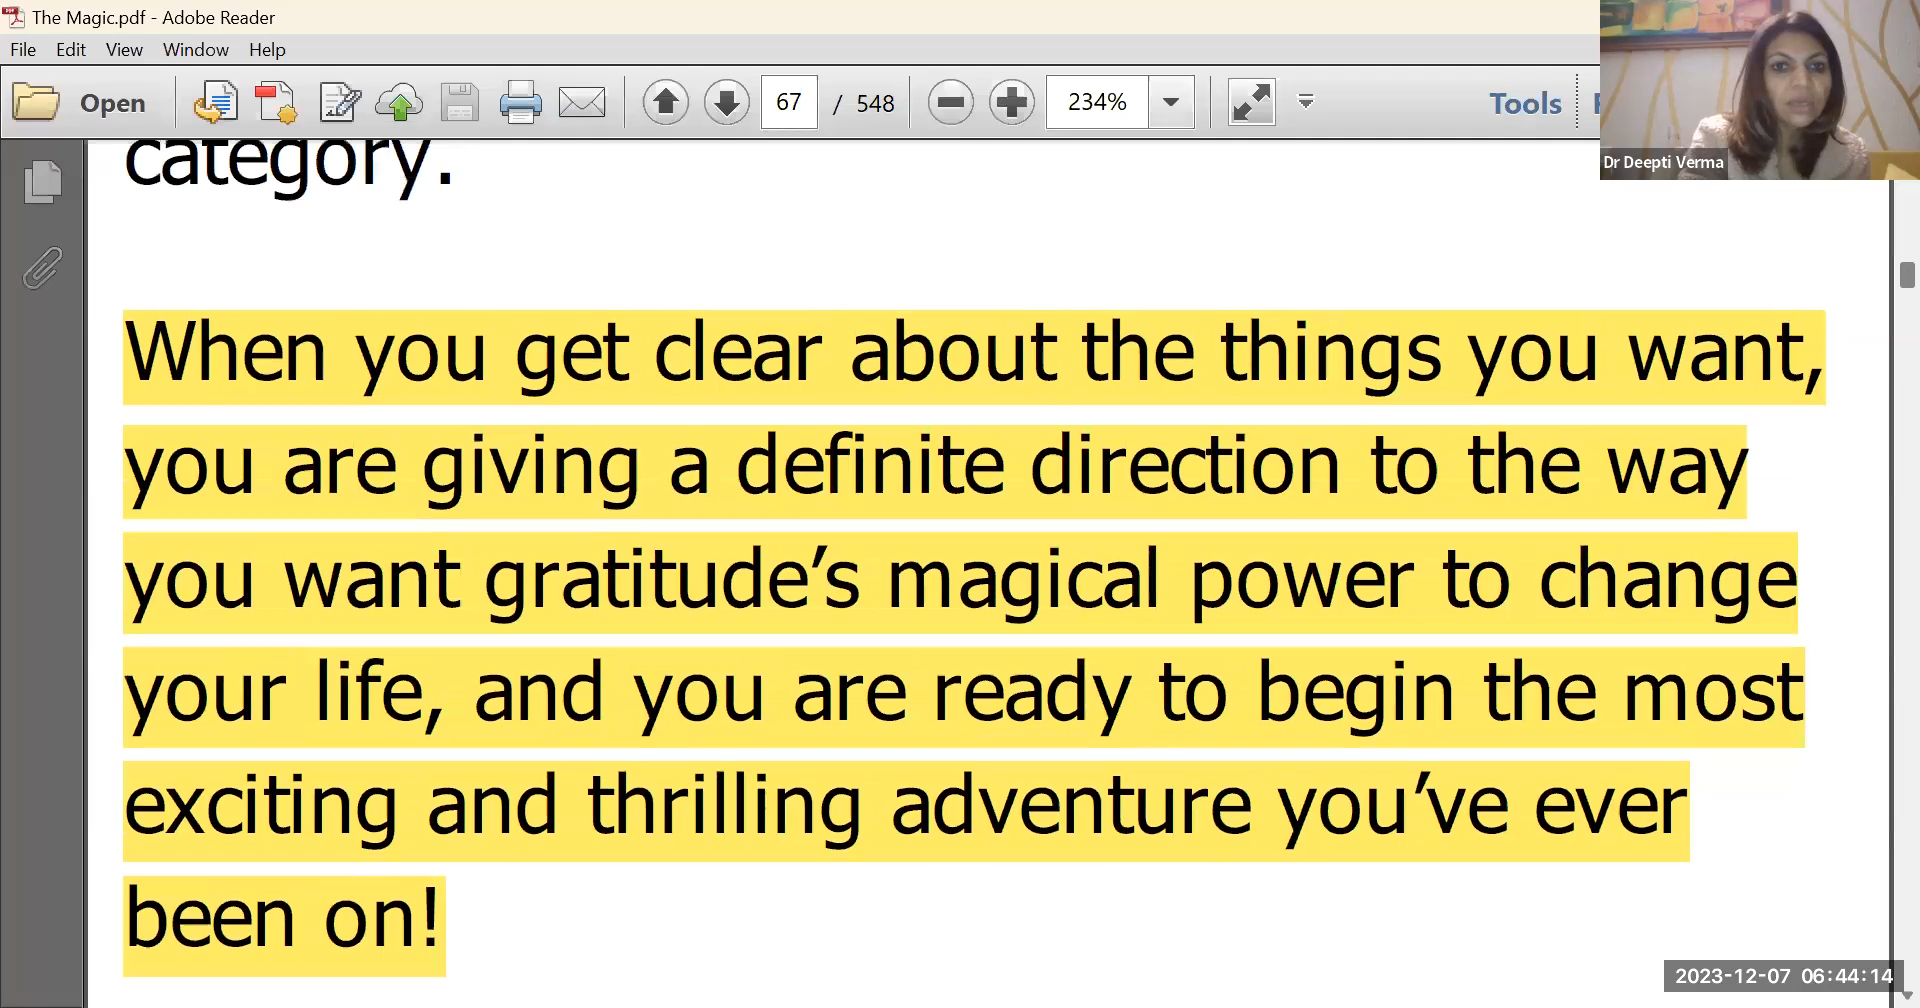 The Magic.pdf - Adobe Reader
File Edit View Window Help
Open 67 / 548 234% Tools
Dr Deepti Verma
category.
When you get clear about the things you want,
you are giving a definite direction to the way
you want gratitude’s magical power to change
your life, and you are ready to begin the most
exciting and thrilling adventure you’ve ever
been on!
2023-12-07 06:44:14